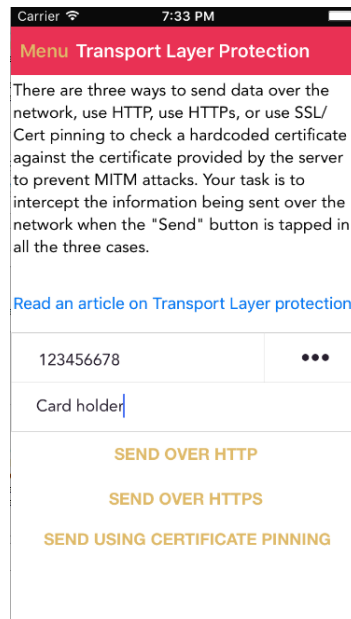 Carrier 7:33 PM
Menu Transport Layer Protection
There are three ways to send data over the
network, use HTTP, use HTTPs, or use SSL/
Cert pinning to check a hardcoded certificate
against the certificate provided by the server
to prevent MITM attacks. Your task is to
intercept the information being sent over the
network when the "Send" button is tapped in
all the three cases.
Read an article on Transport Layer protection
123456678 •••
Card holder
SEND OVER HTTP
SEND OVER HTTPS
SEND USING CERTIFICATE PINNING